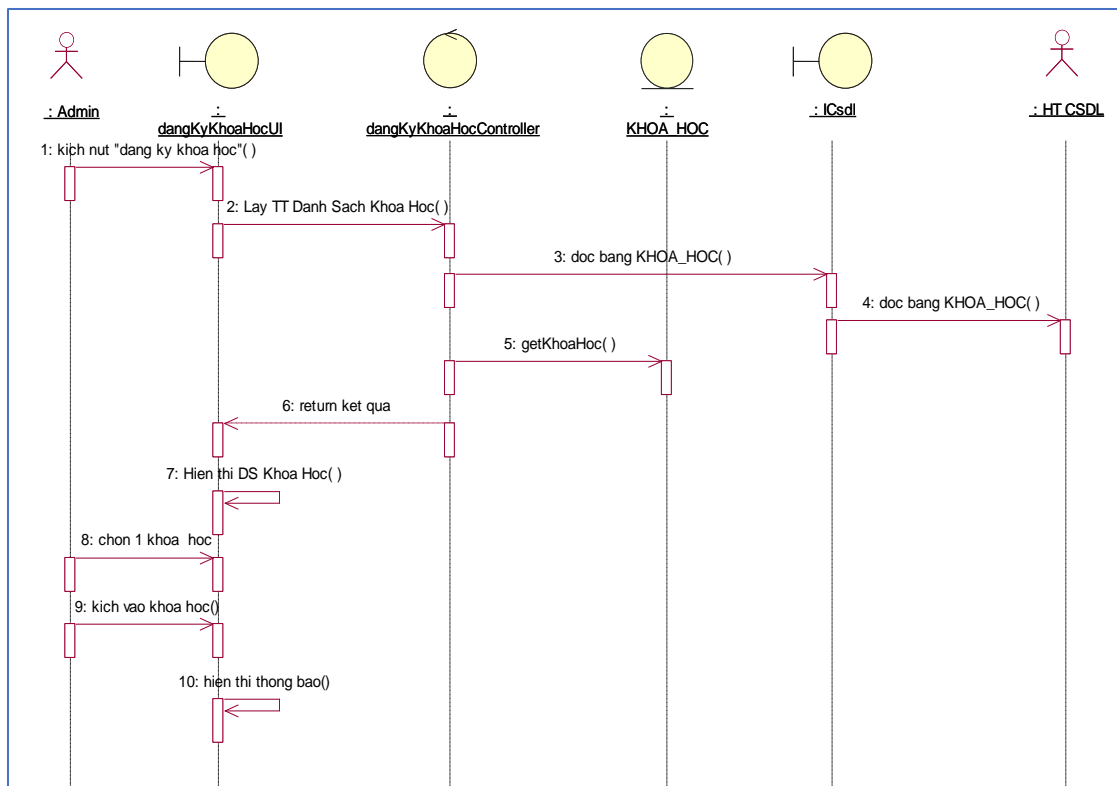 : Admin
:
dangKyKhoaHocUI
:
dangKyKhoaHocController
:
KHOA_HOC
: ICsdl
: HT CSDL
1: kich nut "dang ky khoa hoc"( )
2: Lay TT Danh Sach Khoa Hoc( )
3: doc bang KHOA_HOC( )
4: doc bang KHOA_HOC( )
5: getKhoaHoc( )
6: return ket qua
7: Hien thi DS Khoa Hoc( )
8: chon 1 khoa hoc
9: kich vao khoa hoc()
10: hien thi thong bao()